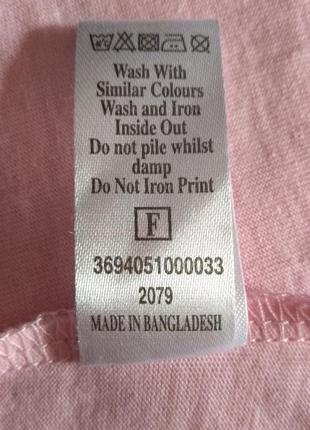 Wash With
Similar Colours
Wash and Iron
Inside Out
Do not pile whilst
damp
Do Not Iron Print
F
3694051000033
2079
MADE IN BANGLADESH